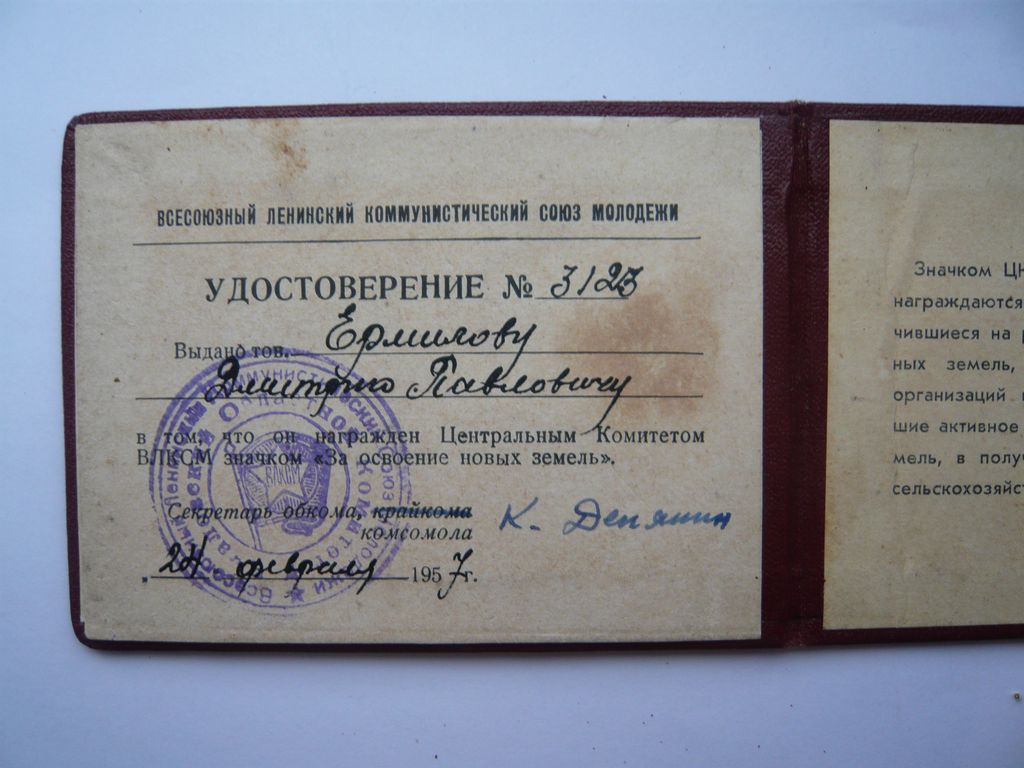 ВСЕСОЮЗНЫЙ ЛЕНИНСКИЙ КОММУНИСТИЧЕСКИЙ СОЮЗ МОЛОДЕЖИ
УДОСТОВЕРЕНИЕ № 3123
Выдано тов. Ермилову
Дмитрию Павловичу
в том, что он награжден Центральным Комитетом
ВЛКСМ значком «За освоение новых земель».
Секретарь обкома, крайкома
комсомола
24 февраля 1957 г.
ВЛКСМ
Значком ЦК
награждаются
чившиеся на
ных земель,
организаций
шие активное
мель, в получ
сельскохозяйст